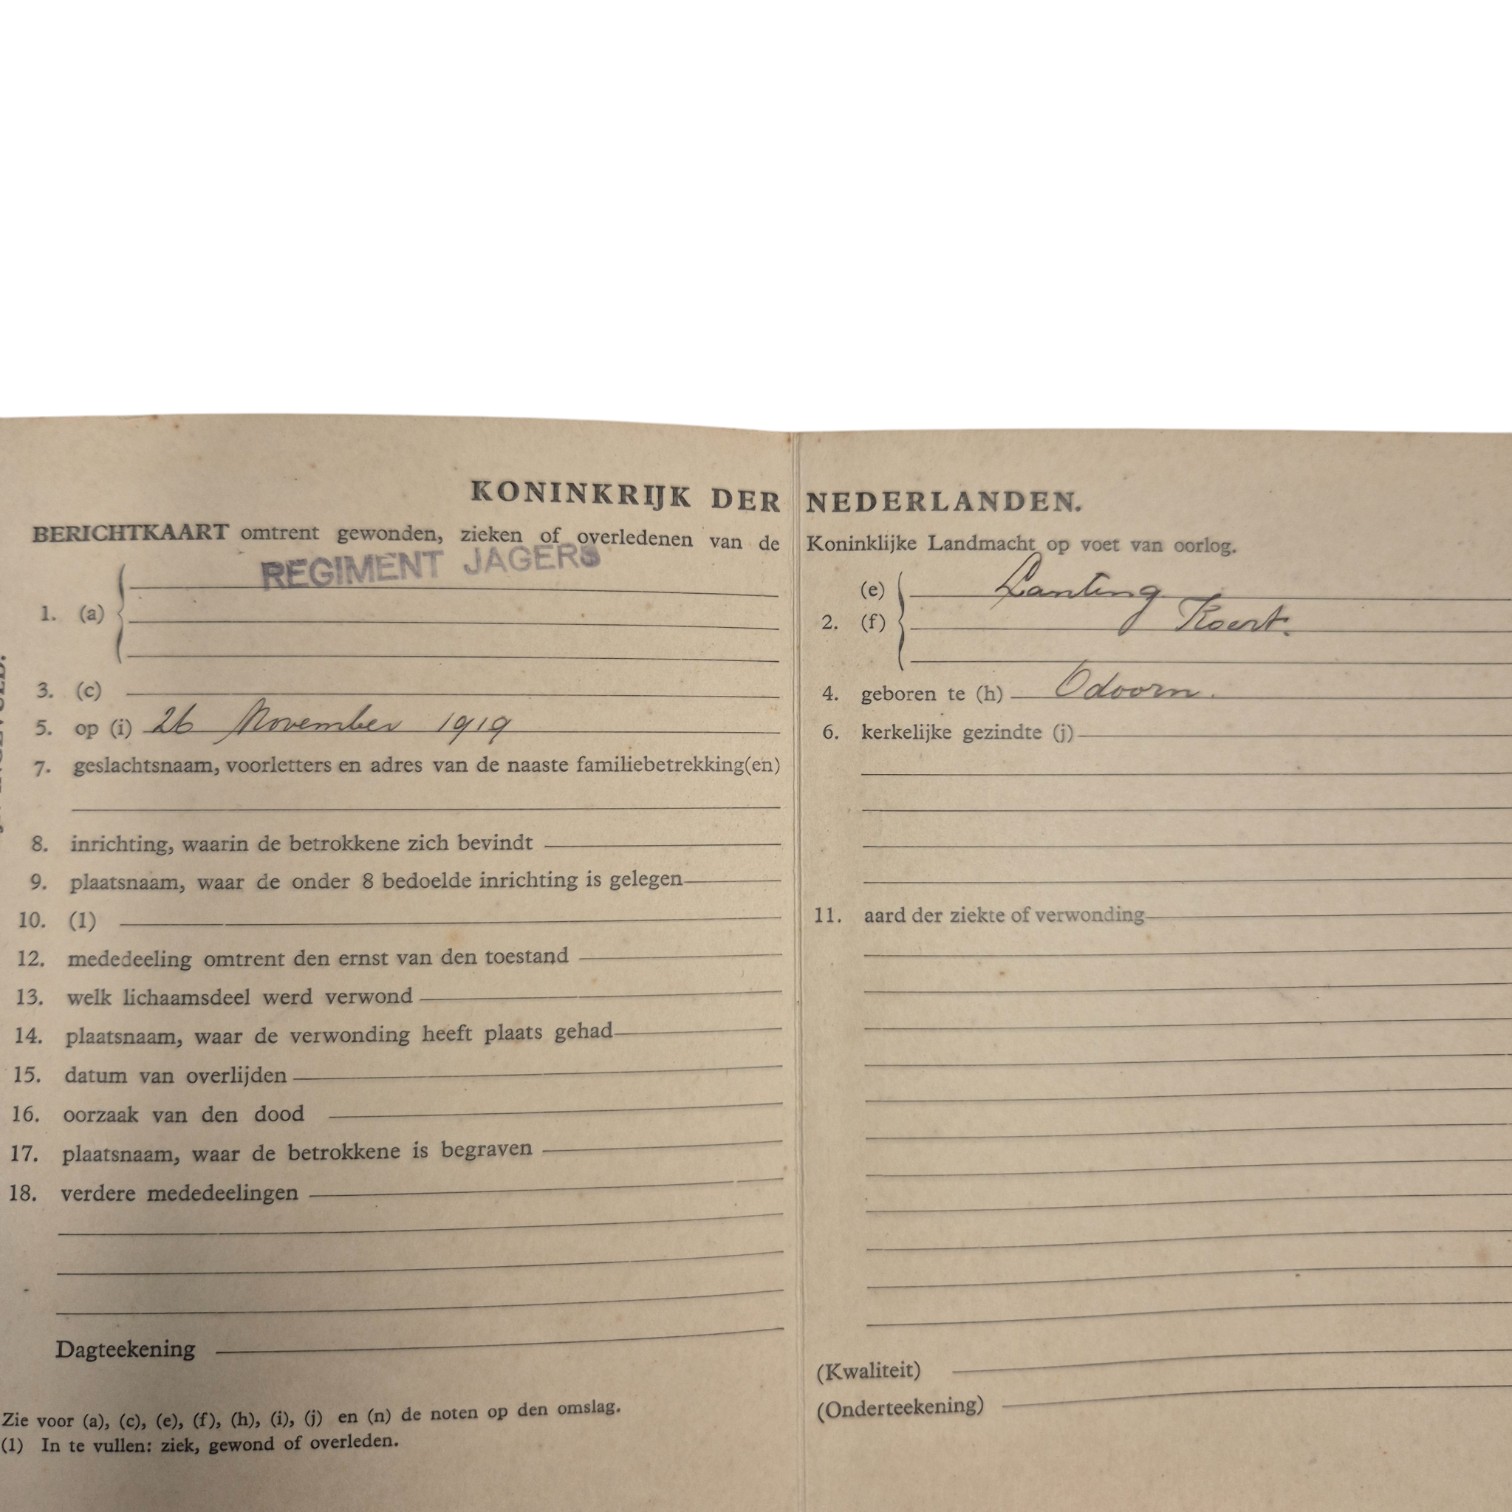 KONINKRIJK DER NEDERLANDEN.
BERICHTKAART omtrent gewonden, zieken of overledenen van de Koninklijke Landmacht op voet van oorlog.
REGIMENT JAGERS
1. (a)
(e) Lanting
2. (f) Koert.
3. (c)
4. geboren te (h) Odoorn.
5. op (i) 26 November 1919
6. kerkelijke gezindte (j)
7. geslachtsnaam, voorletters en adres van de naaste familiebetrekking(en)
8. inrichting, waarin de betrokkene zich bevindt
9. plaatsnaam, waar de onder 8 bedoelde inrichting is gelegen
10. (1)
11. aard der ziekte of verwonding
12. mededeeling omtrent den ernst van den toestand
13. welk lichaamsdeel werd verwond
14. plaatsnaam, waar de verwonding heeft plaats gehad
15. datum van overlijden
16. oorzaak van den dood
17. plaatsnaam, waar de betrokkene is begraven
18. verdere mededeelingen
Dagteekening
(Kwaliteit)
(Onderteekening)
Zie voor (a), (c), (e), (f), (h), (i), (j) en (n) de noten op den omslag.
(1) In te vullen: ziek, gewond of overleden.